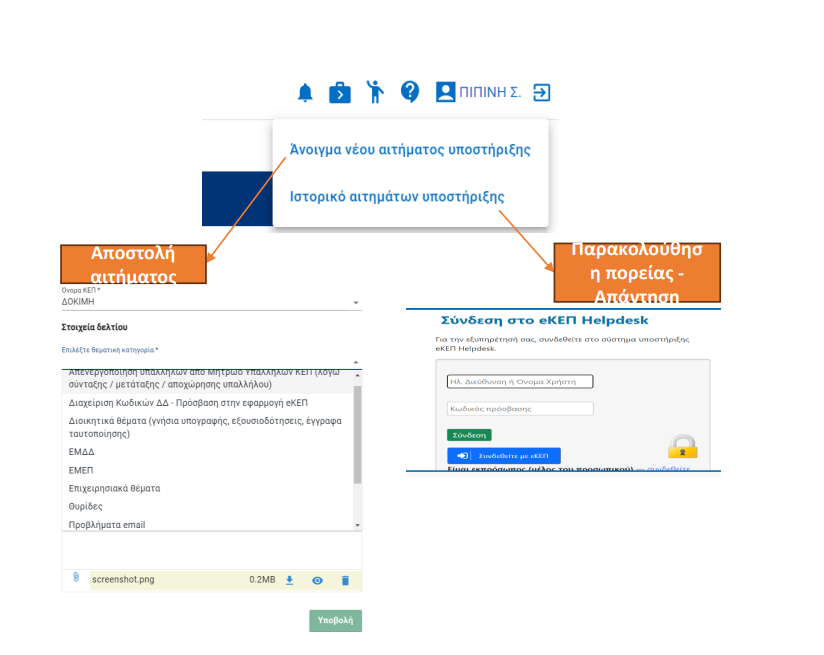 ΠΙΠΙΝΗ Σ.
Άνοιγμα νέου αιτήματος υποστήριξης
Ιστορικό αιτημάτων υποστήριξης
Αποστολή
αιτήματος
Παρακολούθησ
η πορείας -
Απάντηση
Όνομα ΚΕΠ *
ΔΟΚΙΜΗ
Στοιχεία δελτίου
Επιλέξτε θεματική κατηγορία *
Απενεργοποίηση υπαλλήλων από Μητρώο Υπαλλήλων ΚΕΠ (λόγω
σύνταξης / μετάταξης / αποχώρησης υπαλλήλου)
Διαχείριση Κωδικών ΔΔ - Πρόσβαση στην εφαρμογή eΚΕΠ
Διοικητικά θέματα (γνήσια υπογραφής, εξουσιοδότησεις, έγγραφα
ταυτοποίησης)
ΕΜΔΔ
ΕΜΕΠ
Επιχειρησιακά θέματα
Θυρίδες
Προβλήματα email
screenshot.png 0.2MB
Υποβολή
Σύνδεση στο eΚΕΠ Helpdesk
Για την εξυπηρέτησή σας, συνδεθείτε στο σύστημα υποστήριξης
eΚΕΠ Helpdesk.
Ηλ. Διεύθυνση ή Όνομα Χρήστη
Κωδικός πρόσβασης
Σύνδεση
Συνδεθείτε με eΚΕΠ
Είμαι εκπρόσωπος (μέλος του προσωπικού) — συνδεθείτε